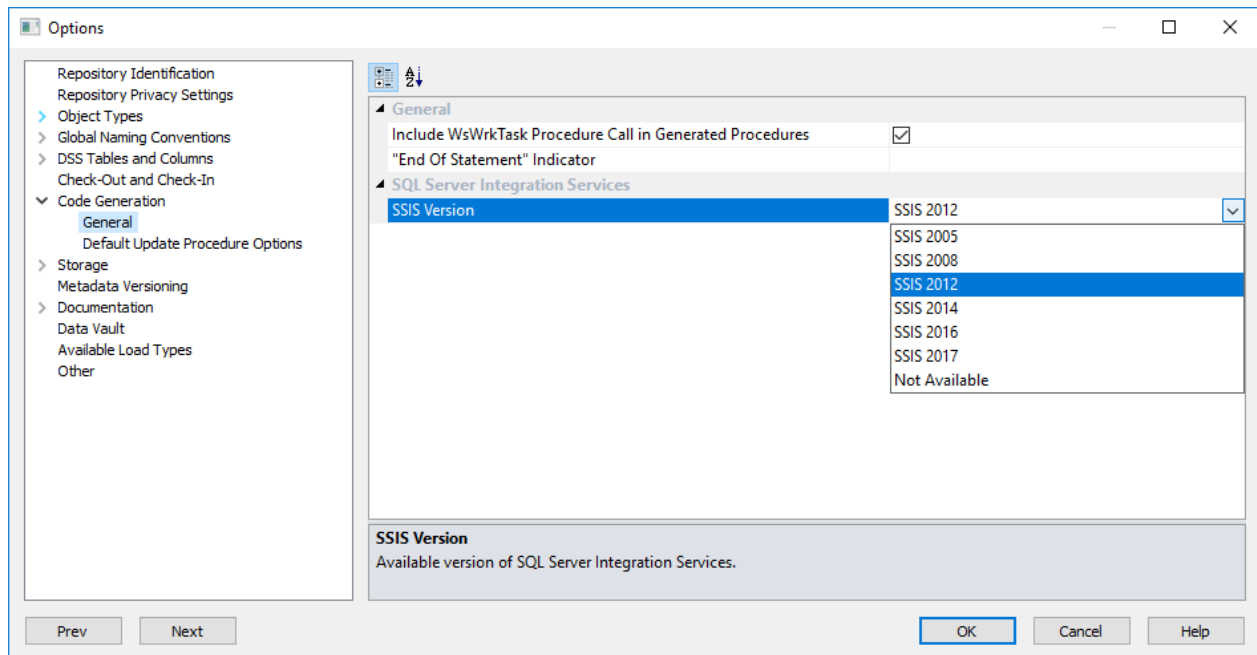 Options
Repository Identification
Repository Privacy Settings
Object Types
Global Naming Conventions
DSS Tables and Columns
Check-Out and Check-In
Code Generation
General
Default Update Procedure Options
Storage
Metadata Versioning
Documentation
Data Vault
Available Load Types
Other
General
Include WsWrkTask Procedure Call in Generated Procedures
"End Of Statement" Indicator
SQL Server Integration Services
SSIS Version SSIS 2012
SSIS 2005
SSIS 2008
SSIS 2012
SSIS 2014
SSIS 2016
SSIS 2017
Not Available
SSIS Version
Available version of SQL Server Integration Services.
Prev Next OK Cancel Help